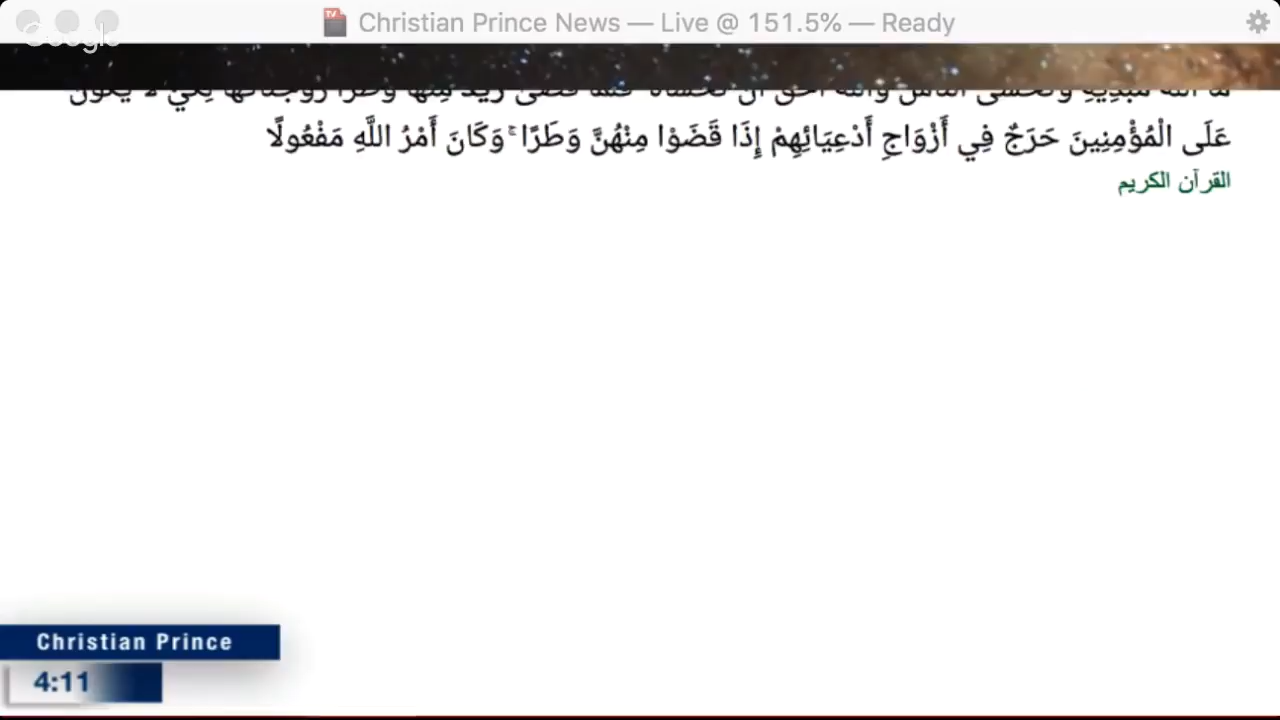 Christian Prince News — Live @ 151.5% — Ready
Google
عَلَى الْمُؤْمِنِينَ حَرَجٌ فِي أَزْوَاجِ أَدْعِيَائِهِمْ إِذَا قَضَوْا مِنْهُنَّ وَطَرًا ۚ وَكَانَ أَمْرُ اللَّهِ مَفْعُولًا
القرآن الكريم
Christian Prince
4:11